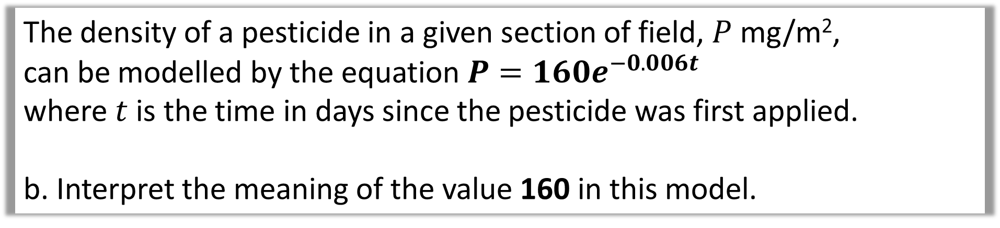 The density of a pesticide in a given section of field, P mg/m²,
can be modelled by the equation P = 160e^{−0.006t}
where t is the time in days since the pesticide was first applied.
b. Interpret the meaning of the value 160 in this model.